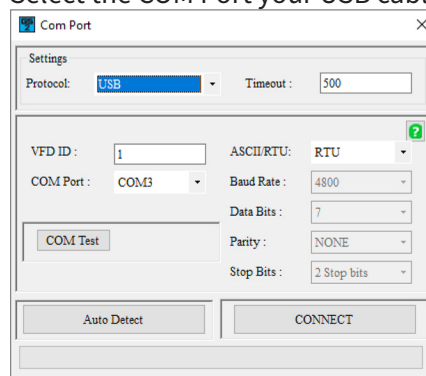 Select the COM Port your USB cabl
Com Port
Settings
Protocol: USB Timeout : 500
VFD ID : 1 ASCII/RTU: RTU
COM Port : COM3 Baud Rate : 4800
Data Bits : 7
COM Test Parity : NONE
Stop Bits : 2 Stop bits
Auto Detect CONNECT